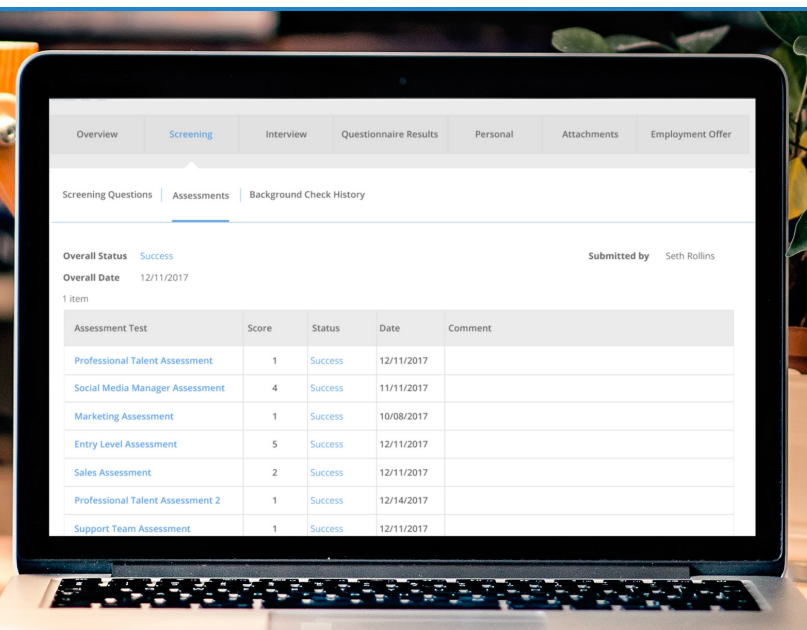 Overview Screening Interview Questionnaire Results Personal Attachments Employment Offer
Screening Questions Assessments Background Check History
Overall Status Success Submitted by Seth Rollins
Overall Date 12/11/2017
1 item
Assessment Test Score Status Date Comment
Professional Talent Assessment 1 Success 12/11/2017
Social Media Manager Assessment 4 Success 11/11/2017
Marketing Assessment 1 Success 10/08/2017
Entry Level Assessment 5 Success 12/11/2017
Sales Assessment 2 Success 12/11/2017
Professional Talent Assessment 2 1 Success 12/14/2017
Support Team Assessment 1 Success 12/11/2017